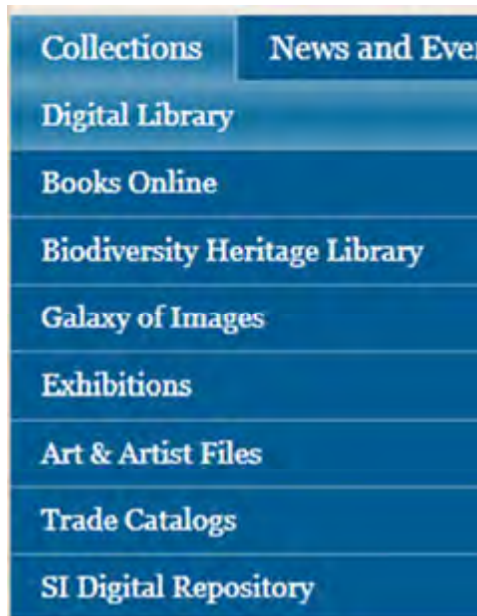 Collections News and
Digital Library
Books Online
Biodiversity Heritage Library
Galaxy of Images
Exhibitions
Art & Artist Files
Trade Catalogs
SI Digital Repository